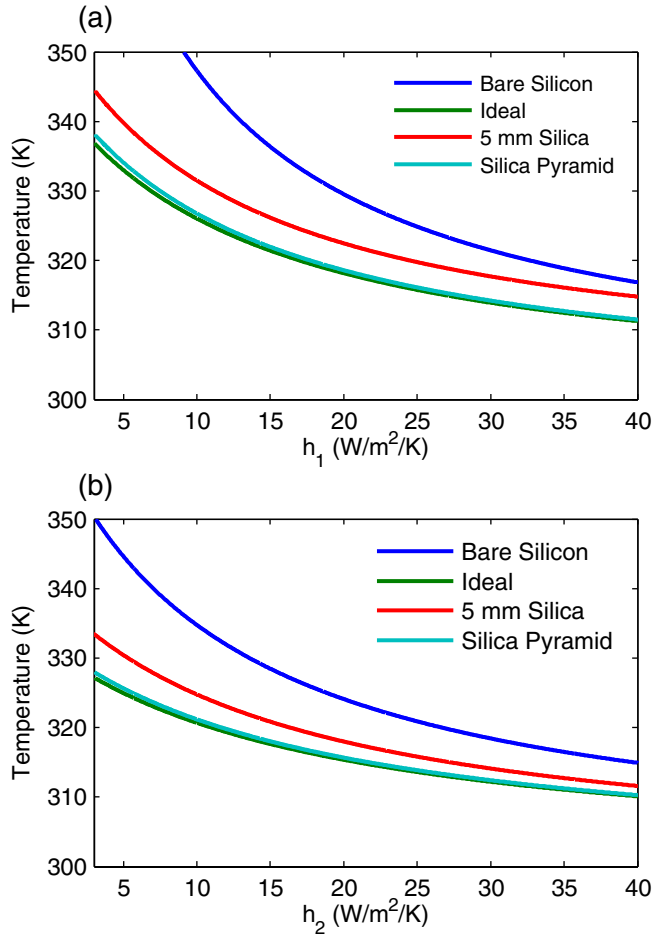 (a)
350
340
330
320
310
300
Temperature (K)
Bare Silicon
Ideal
5 mm Silica
Silica Pyramid
5 10 15 20 25 30 35 40
h₁ (W/m²/K)
(b)
350
340
330
320
310
300
Temperature (K)
Bare Silicon
Ideal
5 mm Silica
Silica Pyramid
5 10 15 20 25 30 35 40
h₂ (W/m²/K)